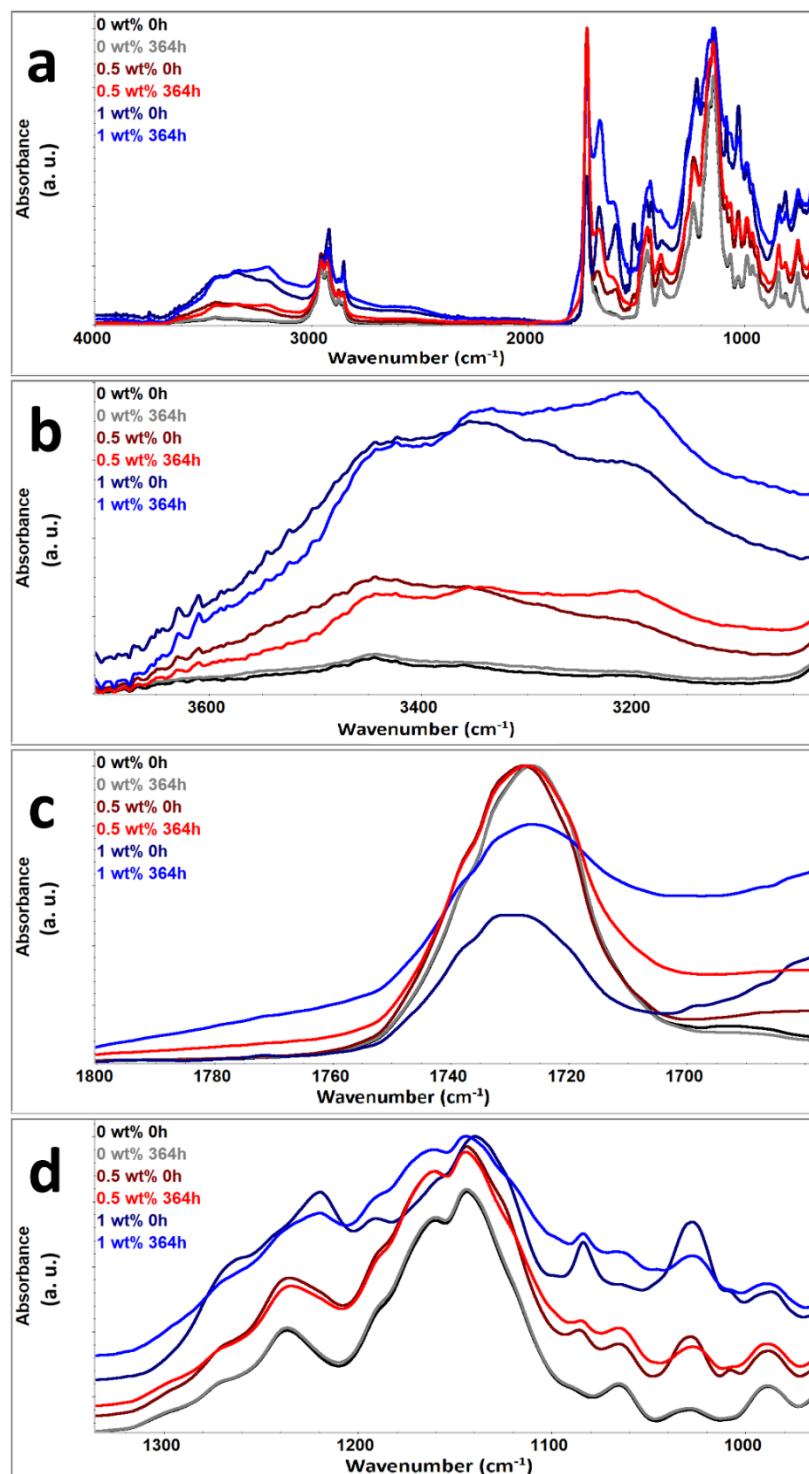 a
0 wt% 0h
0 wt% 364h
0.5 wt% 0h
0.5 wt% 364h
1 wt% 0h
1 wt% 364h
Absorbance
(a. u.)
4000 3000 2000 1000
Wavenumber (cm⁻¹)
b
0 wt% 0h
0 wt% 364h
0.5 wt% 0h
0.5 wt% 364h
1 wt% 0h
1 wt% 364h
Absorbance
(a. u.)
3600 3400 3200
Wavenumber (cm⁻¹)
c
0 wt% 0h
0 wt% 364h
0.5 wt% 0h
0.5 wt% 364h
1 wt% 0h
1 wt% 364h
Absorbance
(a. u.)
1800 1780 1760 1740 1720 1700
Wavenumber (cm⁻¹)
d
0 wt% 0h
0 wt% 364h
0.5 wt% 0h
0.5 wt% 364h
1 wt% 0h
1 wt% 364h
Absorbance
(a. u.)
1300 1200 1100 1000
Wavenumber (cm⁻¹)